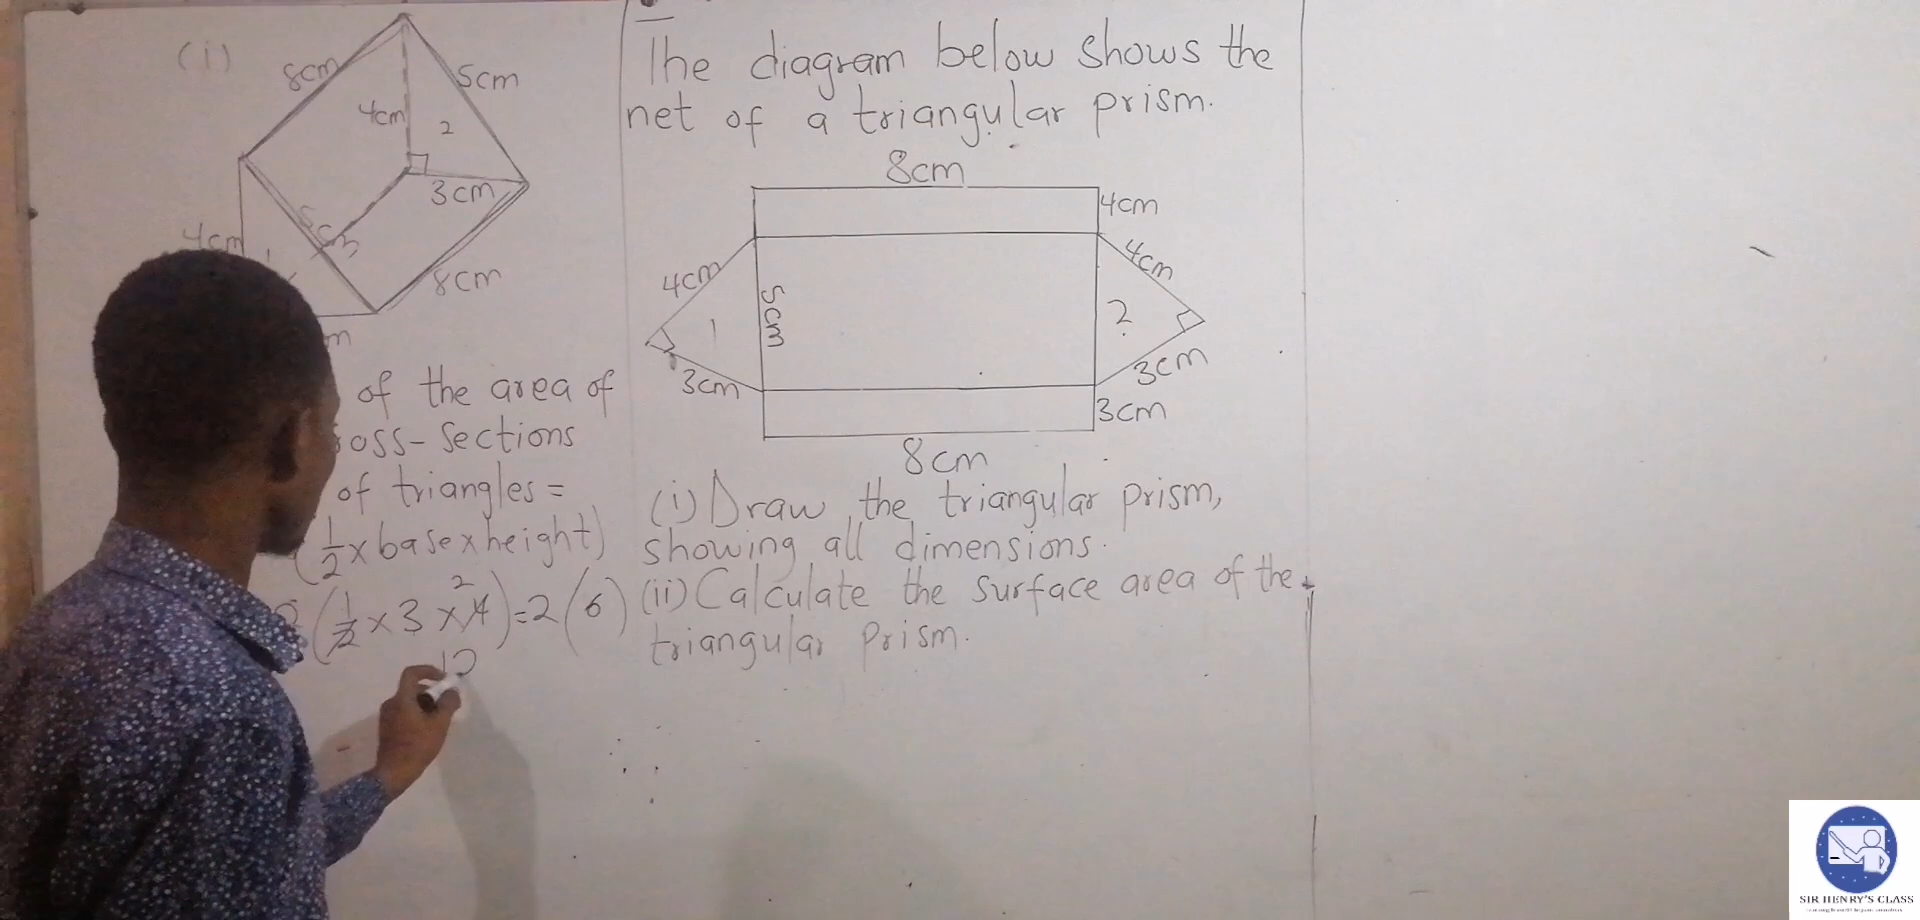 (i)
8cm
5cm
4cm
2
3cm
5cm
4cm
1
8cm
m
of the area of
oss-sections
of triangles =
(1/2 x base x height)
(1/2 x 3 x 4) = 2(6)
2
12
The diagram below shows the
net of a triangular prism.
8cm
4cm
4cm
4cm
5cm
1
2
3cm
3cm
3cm
8cm
(i) Draw the triangular prism,
showing all dimensions.
(ii) Calculate the surface area of the
triangular prism.
SIR HENRY'S CLASS